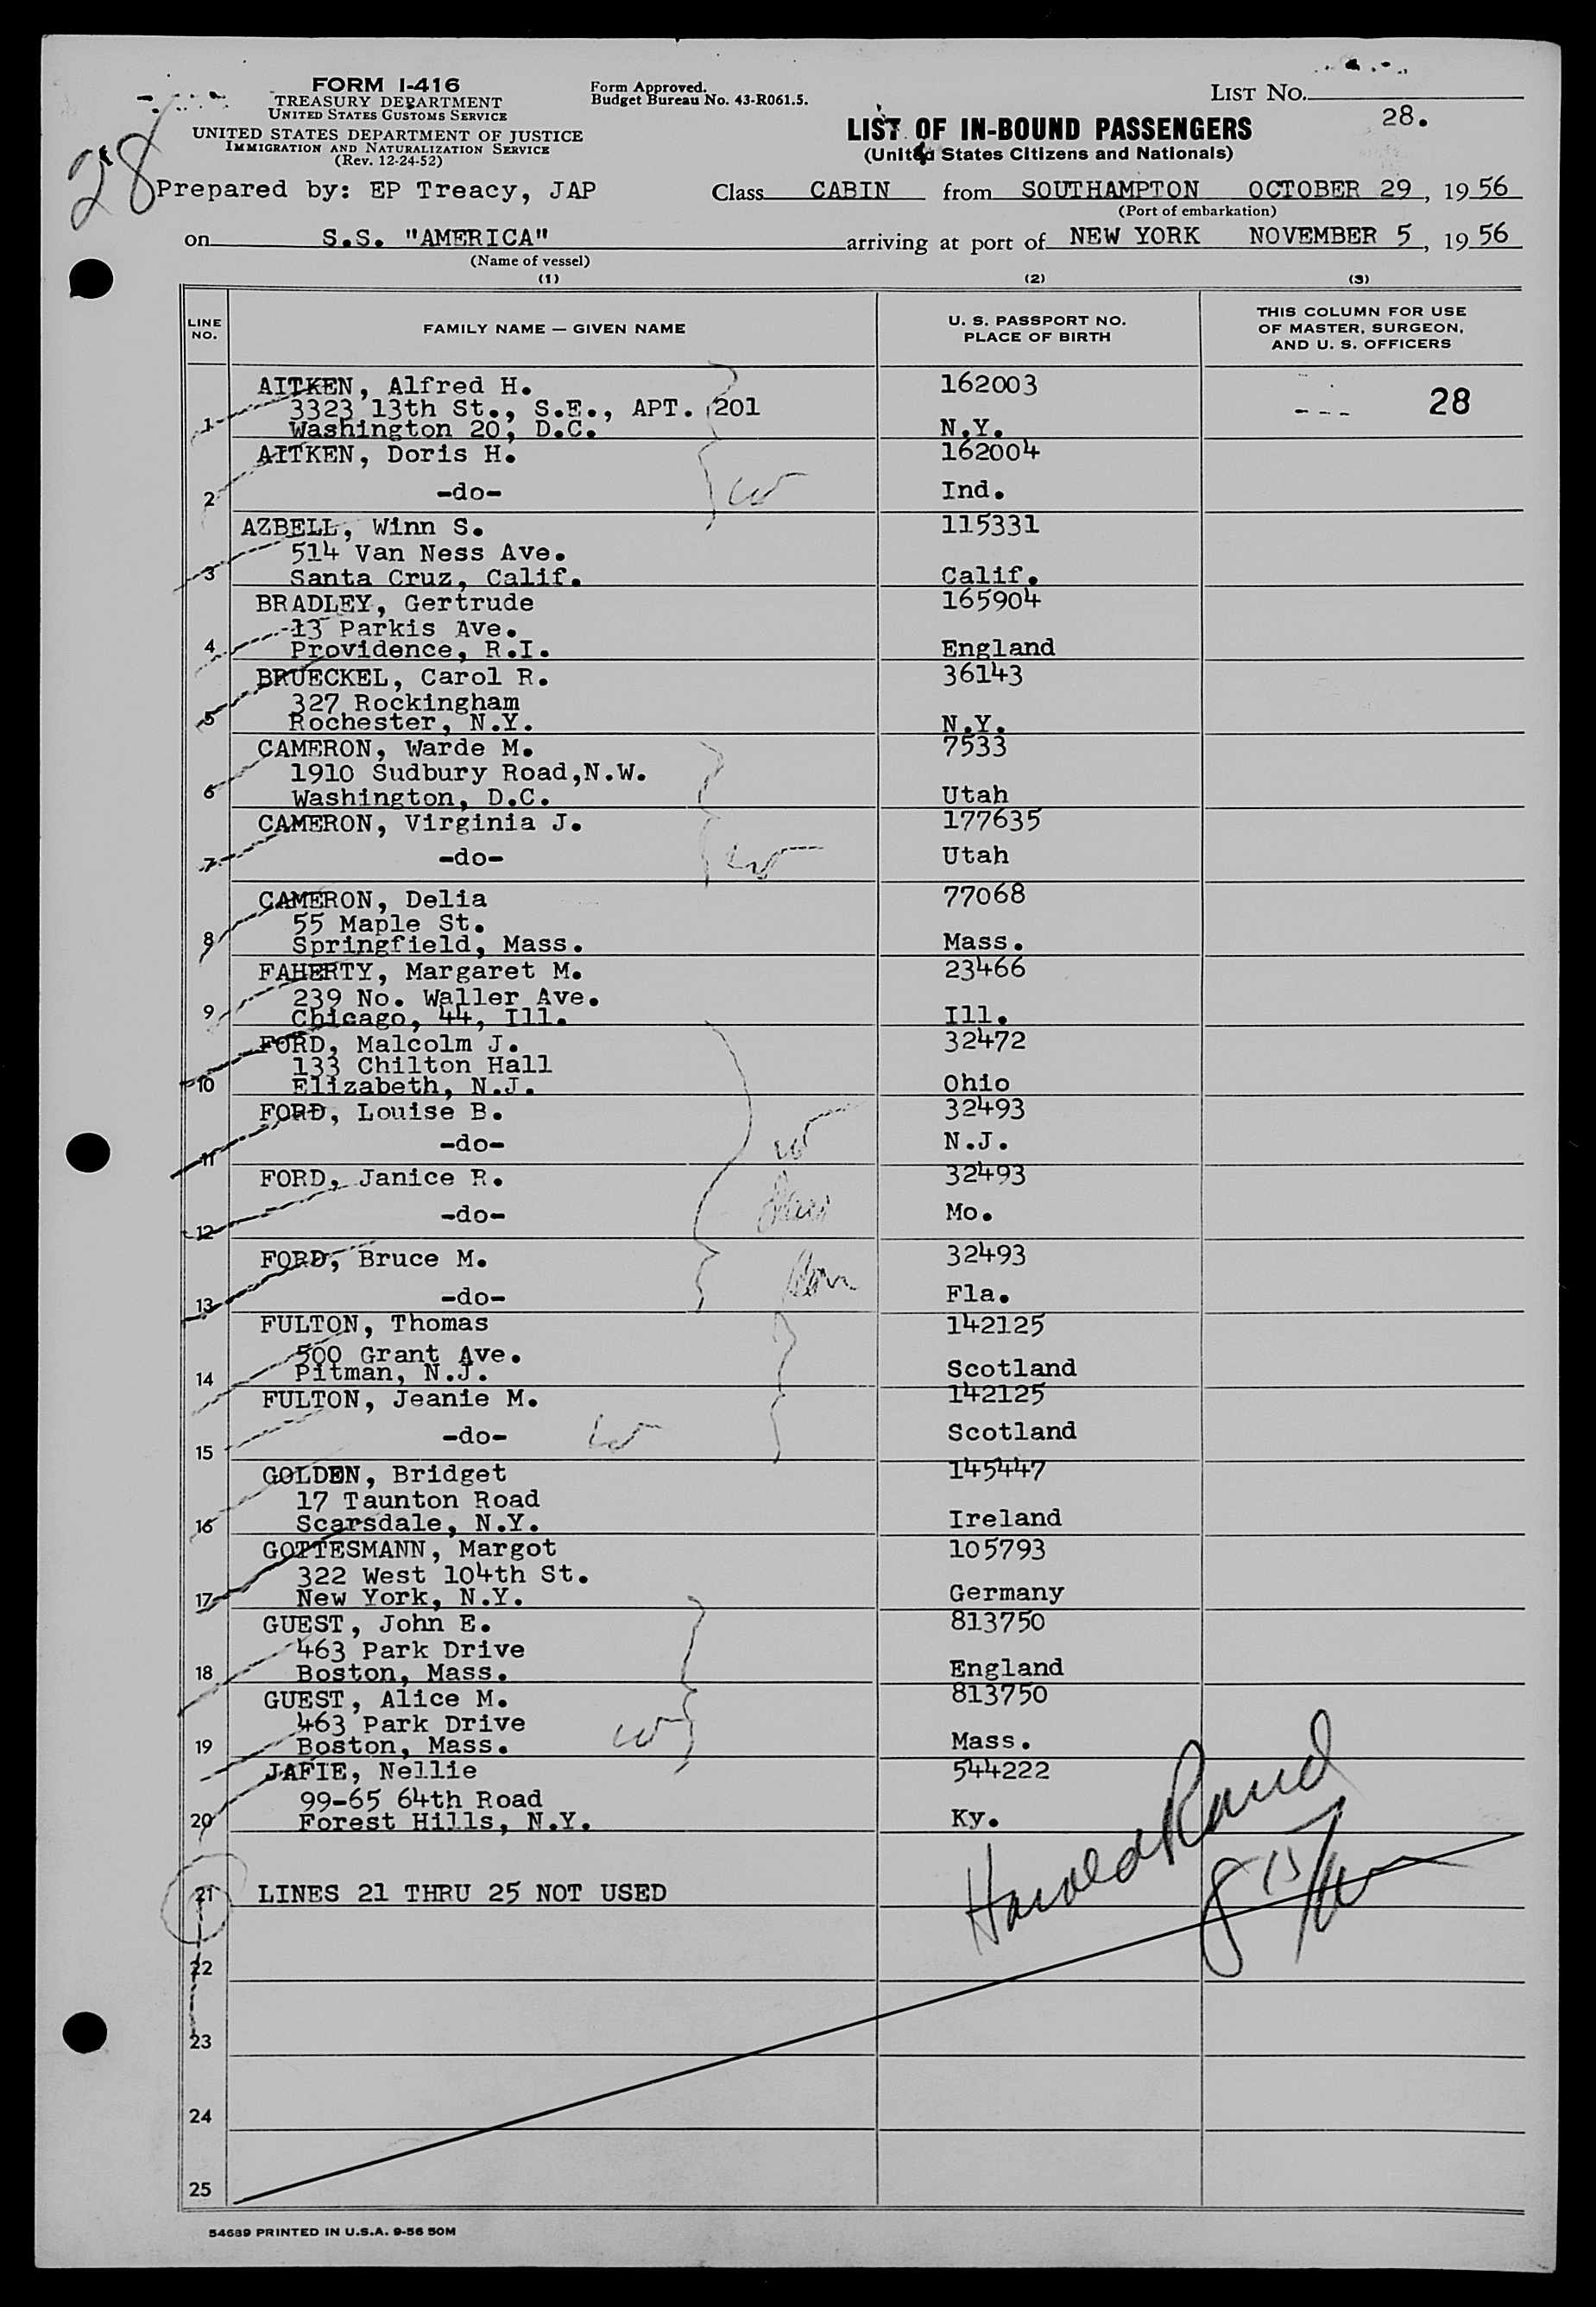 FORM I-416
TREASURY DEPARTMENT
UNITED STATES CUSTOMS SERVICE
UNITED STATES DEPARTMENT OF JUSTICE
IMMIGRATION AND NATURALIZATION SERVICE
(Rev. 12-24-52)
Form Approved.
Budget Bureau No. 43-R061.5.
LIST NO.
28.
LIST OF IN-BOUND PASSENGERS
(United States Citizens and Nationals)
28
Prepared by: EP Treacy, JAP
Class CABIN from SOUTHAMPTON OCTOBER 29, 1956
(Port of embarkation)
on S.S. "AMERICA" arriving at port of NEW YORK NOVEMBER 5, 1956
(Name of vessel)
(1) (2) (3)
LINE NO.
FAMILY NAME — GIVEN NAME
U. S. PASSPORT NO.
PLACE OF BIRTH
THIS COLUMN FOR USE
OF MASTER, SURGEON,
AND U. S. OFFICERS
AITKEN, Alfred H. 162003
3323 13th St., S.E., APT. 201 --- 28
1 Washington 20, D.C. N.Y.
AITKEN, Doris H. 162004
2 -do- W Ind.
AZBELL, Winn S. 115331
514 Van Ness Ave.
3 Santa Cruz, Calif. Calif.
BRADLEY, Gertrude 165904
13 Parkis Ave.
4 Providence, R.I. England
BRUECKEL, Carol R. 36143
327 Rockingham
5 Rochester, N.Y. N.Y.
CAMERON, Warde M. 7533
1910 Sudbury Road,N.W.
6 Washington, D.C. Utah
CAMERON, Virginia J. 177635
7 -do- W Utah
CAMERON, Delia 77068
55 Maple St.
8 Springfield, Mass. Mass.
FAHERTY, Margaret M. 23466
239 No. Waller Ave.
9 Chicago, 44, Ill. Ill.
FORD, Malcolm J. 32472
133 Chilton Hall
10 Elizabeth, N.J. Ohio
FORD, Louise B. 32493
11 -do- W N.J.
FORD, Janice R. 32493
12 -do- Mo.
FORD, Bruce M. 32493
13 -do- Fla.
FULTON, Thomas 142125
500 Grant Ave.
14 Pitman, N.J. Scotland
FULTON, Jeanie M. 142125
15 -do- W Scotland
GOLDEN, Bridget 145447
17 Taunton Road
16 Scarsdale, N.Y. Ireland
GOTTESMANN, Margot 105793
322 West 104th St.
17 New York, N.Y. Germany
GUEST, John E. 813750
463 Park Drive
18 Boston, Mass. England
GUEST, Alice M. 813750
463 Park Drive W
19 Boston, Mass. Mass.
JAFIE, Nellie 544222
99-65 64th Road
20 Forest Hills, N.Y. Ky.
Harold Rand
21 LINES 21 THRU 25 NOT USED
22
23
24
25
54689 PRINTED IN U.S.A. 9-56 50M